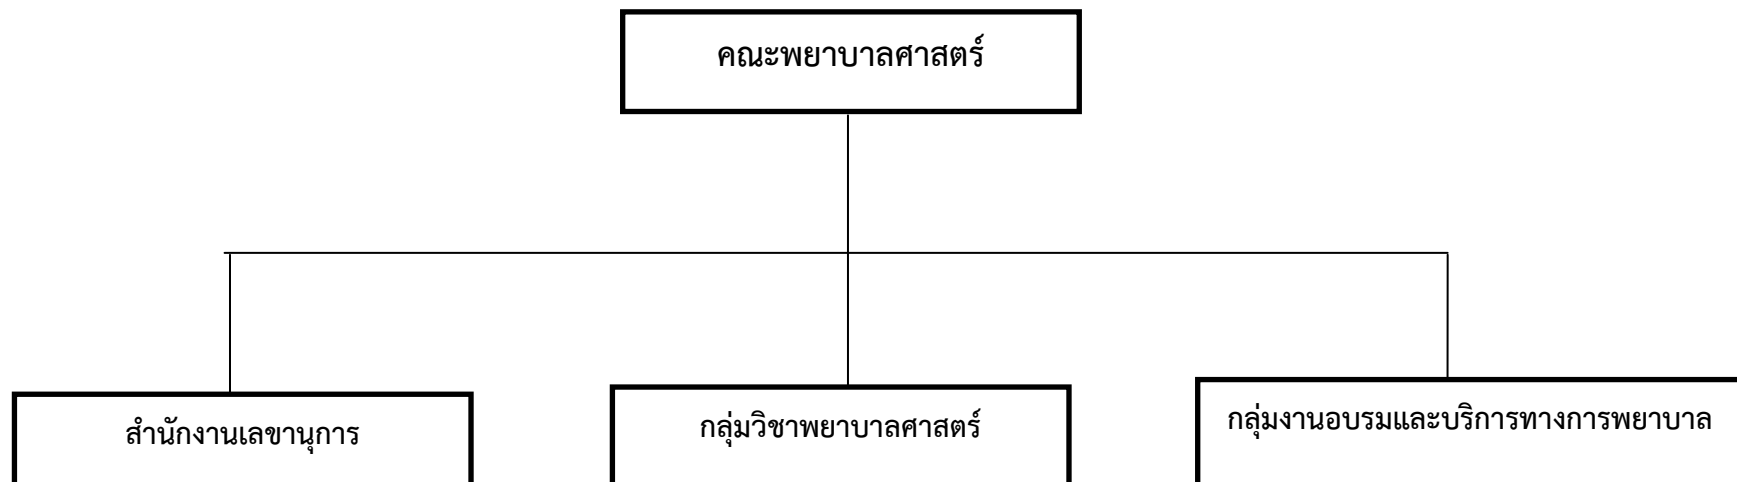 คณะพยาบาลศาสตร์
สำนักงานเลขานุการ
กลุ่มวิชาพยาบาลศาสตร์
กลุ่มงานอบรมและบริการทางการพยาบาล